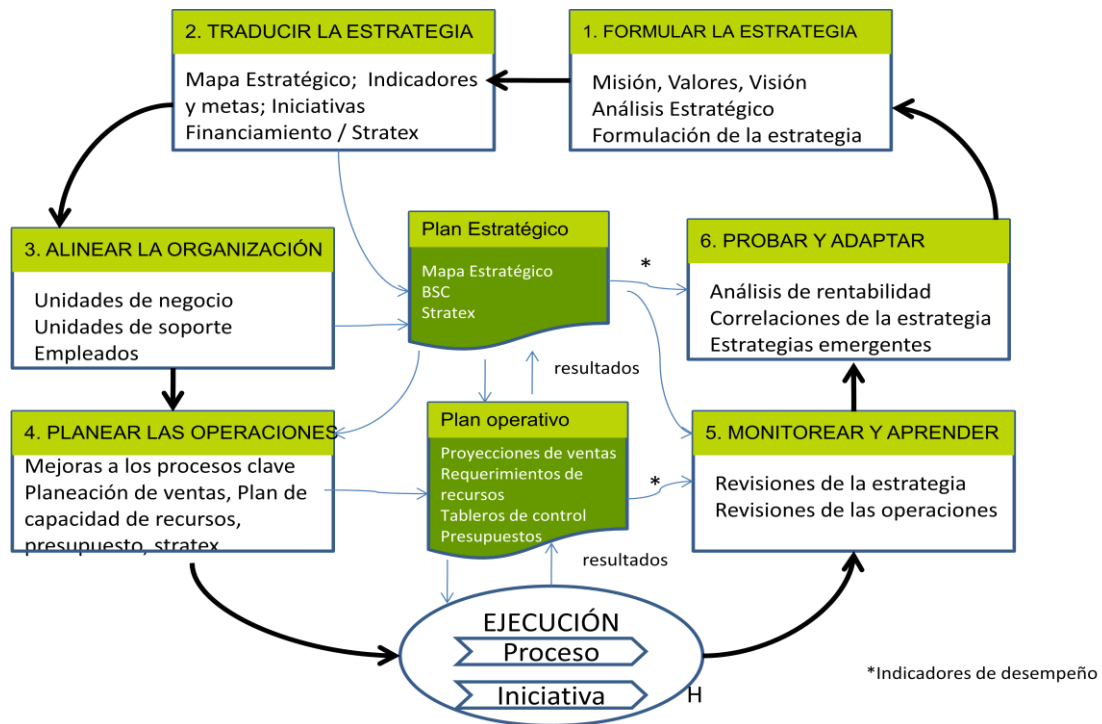 2. TRADUCIR LA ESTRATEGIA
Mapa Estratégico; Indicadores
y metas; Iniciativas
Financiamiento / Stratex
1. FORMULAR LA ESTRATEGIA
Misión, Valores, Visión
Análisis Estratégico
Formulación de la estrategia
3. ALINEAR LA ORGANIZACIÓN
Unidades de negocio
Unidades de soporte
Empleados
Plan Estratégico
Mapa Estratégico
BSC
Stratex
*
6. PROBAR Y ADAPTAR
Análisis de rentabilidad
Correlaciones de la estrategia
Estrategias emergentes
resultados
4. PLANEAR LAS OPERACIONES
Mejoras a los procesos clave
Planeación de ventas, Plan de
capacidad de recursos,
presupuesto, stratex
Plan operativo
Proyecciones de ventas
Requerimientos de
recursos
Tableros de control
Presupuestos
*
5. MONITOREAR Y APRENDER
Revisiones de la estrategia
Revisiones de las operaciones
resultados
EJECUCIÓN
Proceso
Iniciativa
H
*Indicadores de desempeño